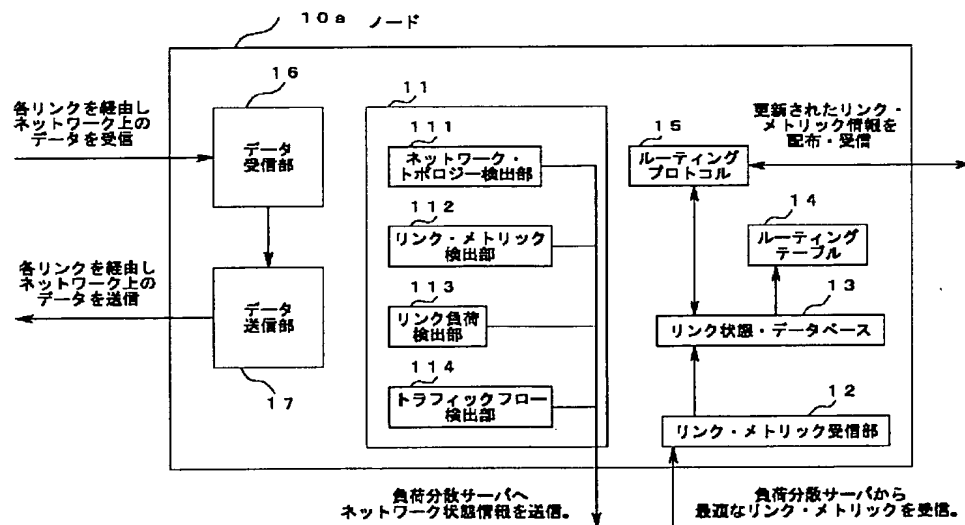 10a ノード
各リンクを経由し
ネットワーク上の
データを受信
16
データ
受信部
各リンクを経由し
ネットワーク上の
データを送信
データ
送信部
17
11
111
ネットワーク・
トポロジー検出部
112
リンク・メトリック
検出部
113
リンク負荷
検出部
114
トラフィックフロー
検出部
15
ルーティング
プロトコル
更新されたリンク・
メトリック情報を
配布・受信
14
ルーティング
テーブル
13
リンク状態・データベース
12
リンク・メトリック受信部
負荷分散サーバへ
ネットワーク状態情報を送信。
負荷分散サーバから
最適なリンク・メトリックを受信。